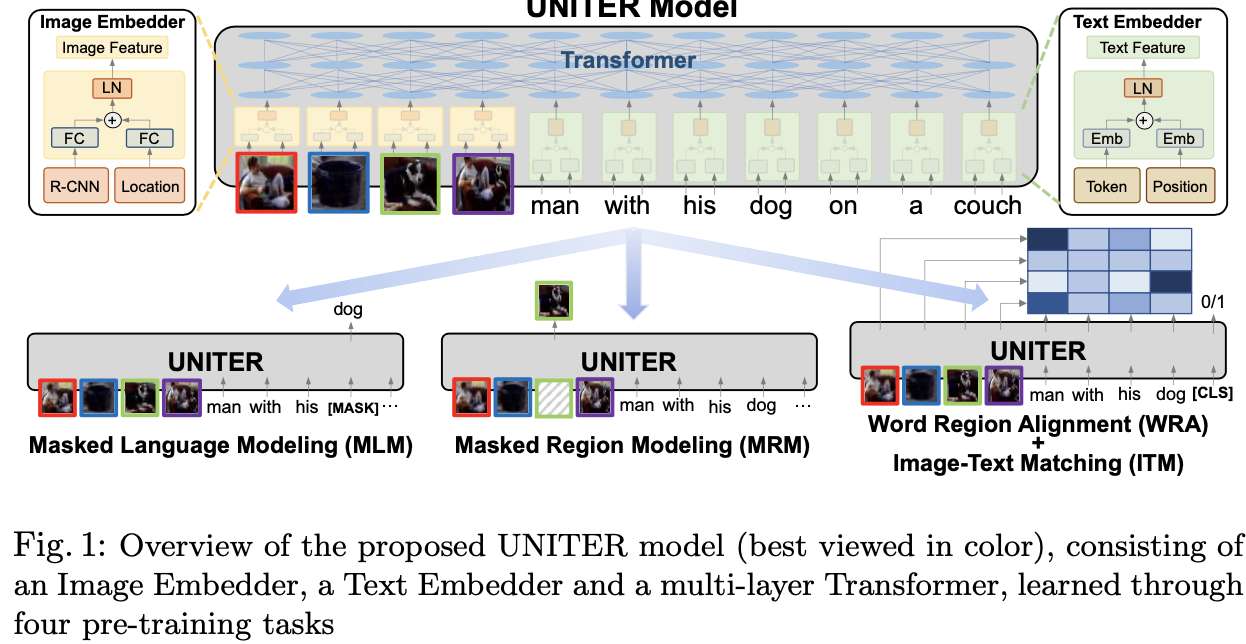 UNITER Model
Image Embedder
Image Feature
LN
+
FC
FC
R-CNN
Location
Transformer
man with his dog on a couch
Text Embedder
Text Feature
LN
+
Emb
Emb
Token
Position
dog
UNITER
man with his [MASK] ...
Masked Language Modeling (MLM)
UNITER
man with his dog ...
Masked Region Modeling (MRM)
0/1
UNITER
man with his dog [CLS]
Word Region Alignment (WRA)
+
Image-Text Matching (ITM)
Fig. 1: Overview of the proposed UNITER model (best viewed in color), consisting of
an Image Embedder, a Text Embedder and a multi-layer Transformer, learned through
four pre-training tasks